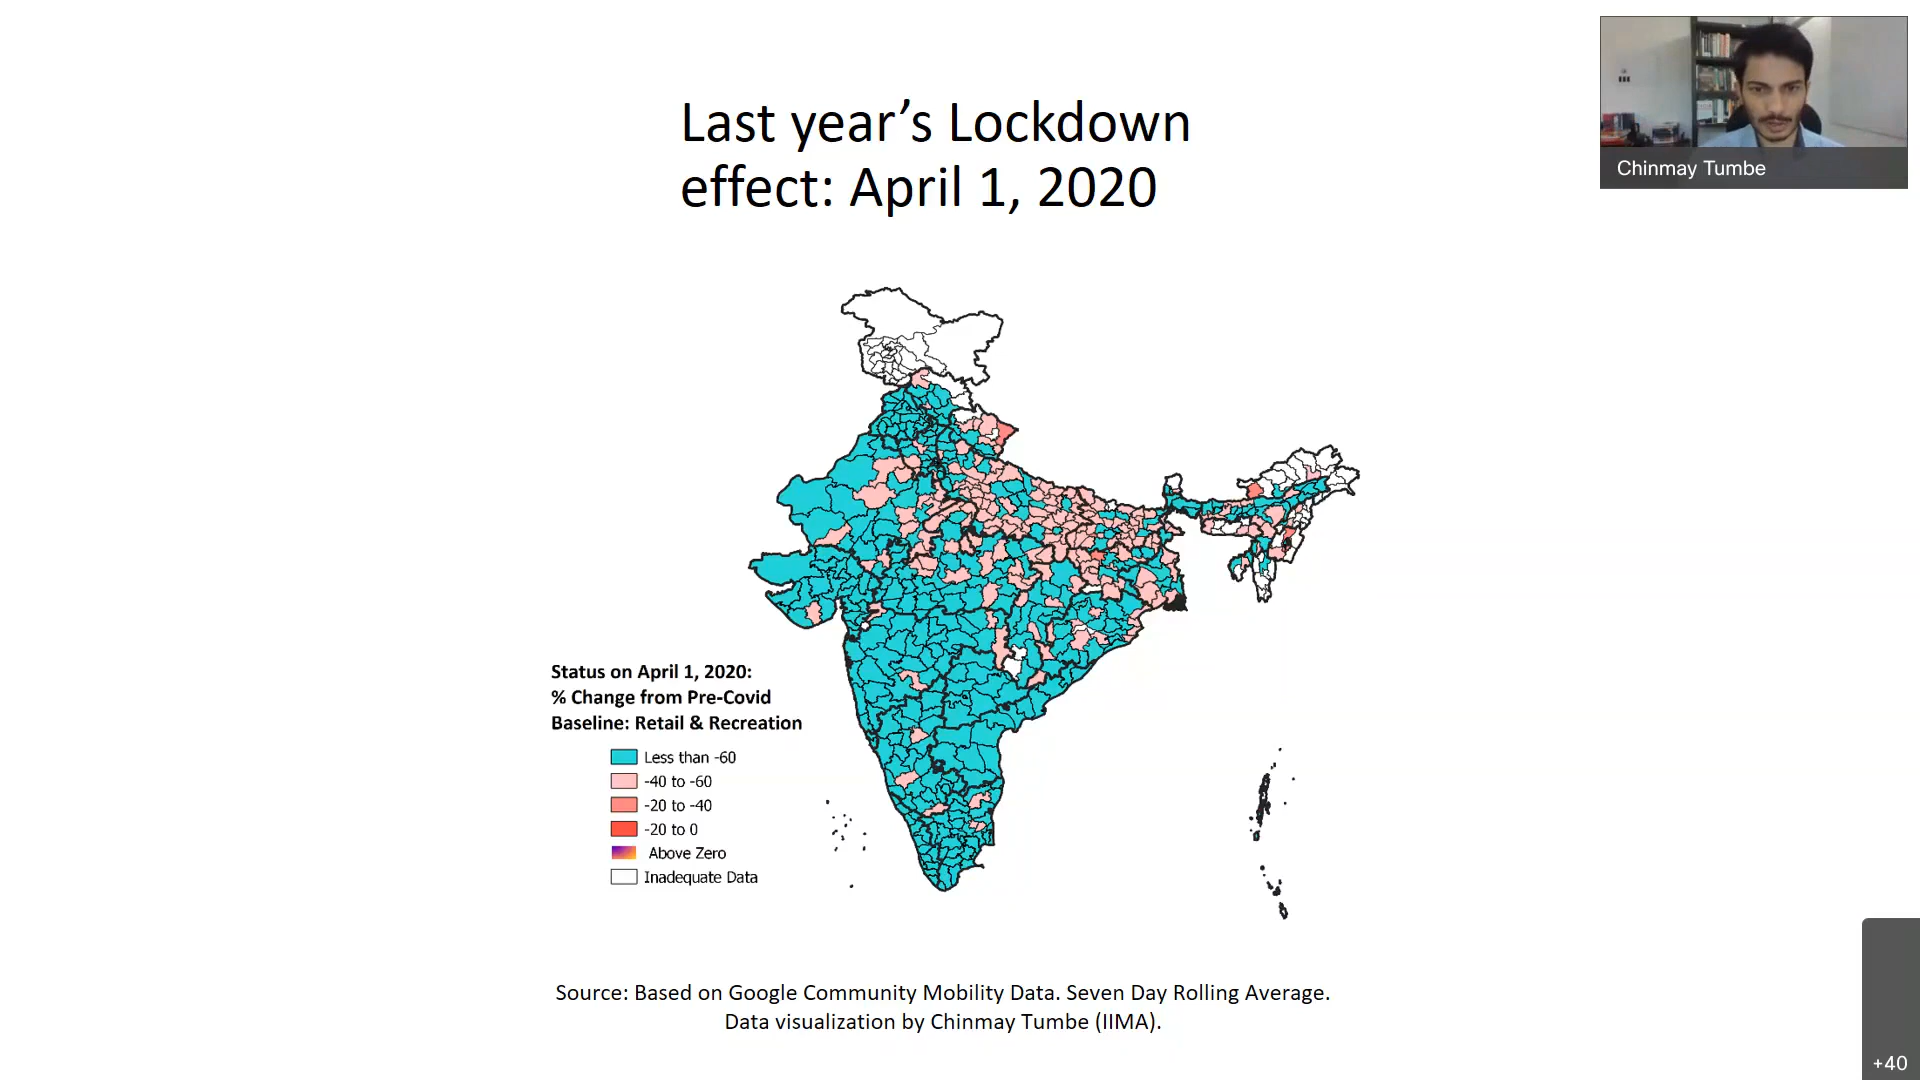 Last year’s Lockdown
effect: April 1, 2020
Chinmay Tumbe
Status on April 1, 2020:
% Change from Pre-Covid
Baseline: Retail & Recreation
Less than -60
-40 to -60
-20 to -40
-20 to 0
Above Zero
Inadequate Data
Source: Based on Google Community Mobility Data. Seven Day Rolling Average.
Data visualization by Chinmay Tumbe (IIMA).
+40